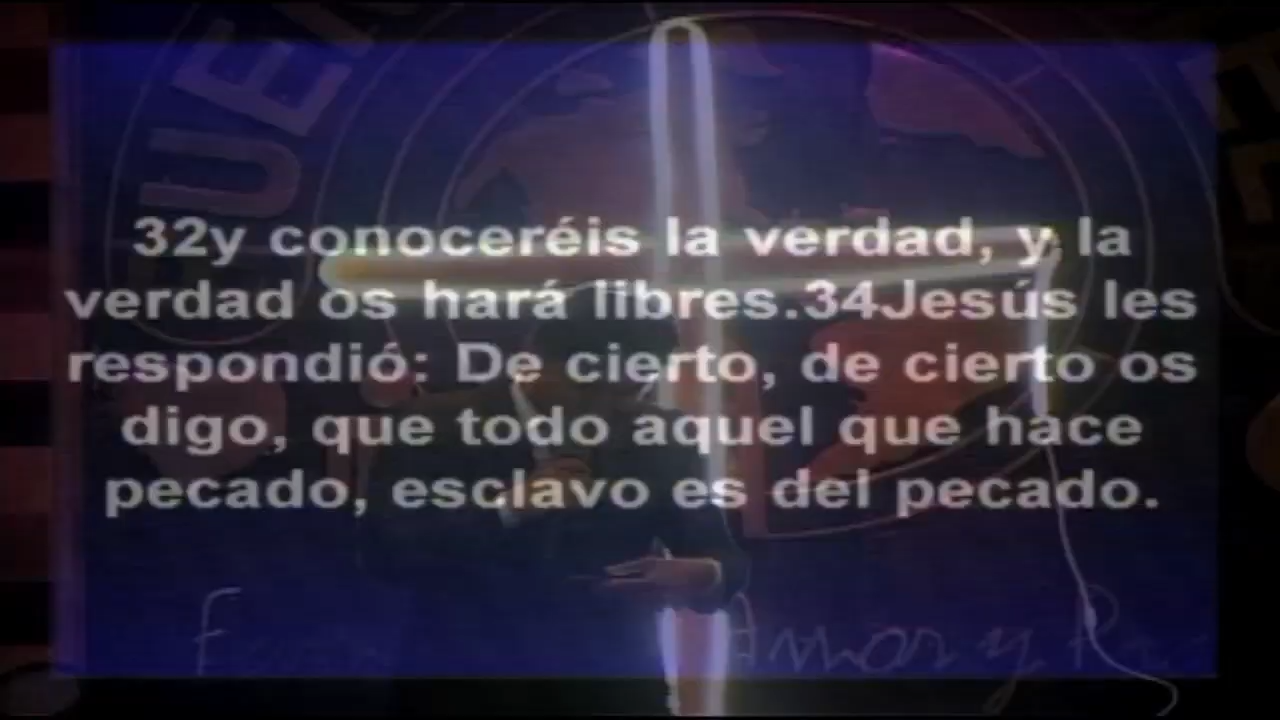 32y conoceréis la verdad, y la
verdad os hará libres.34Jesús les
respondió: De cierto, de cierto os
digo, que todo aquel que hace
pecado, esclavo es del pecado.
Amor y